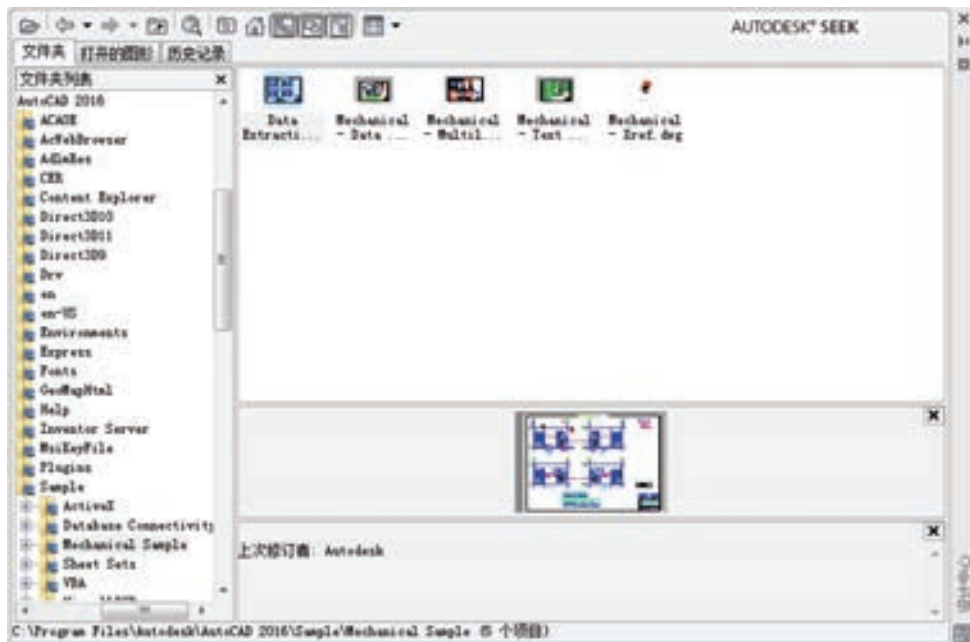 AUTODESK® SEEK
文件夹 打开的图形 历史记录
文件夹列表
AutoCAD 2016
ACADE
AcWebBrowser
AdlmRes
CER
Content Explorer
Direct3D10
Direct3D11
Direct3D9
Drv
en
en-US
Environments
Express
Fonts
GeoMapHtml
Help
Inventor Server
MsiKeyFile
Plugins
Sample
ActiveX
Database Connectivity
Mechanical Sample
Sheet Sets
VBA
Data Extracti...
Mechanical - Data ...
Mechanical - Multil...
Mechanical - Text ...
Mechanical - Xref.dwg
上次修订者: Autodesk
C:\Program Files\Autodesk\AutoCAD 2016\Sample\Mechanical Sample (5 个项目)